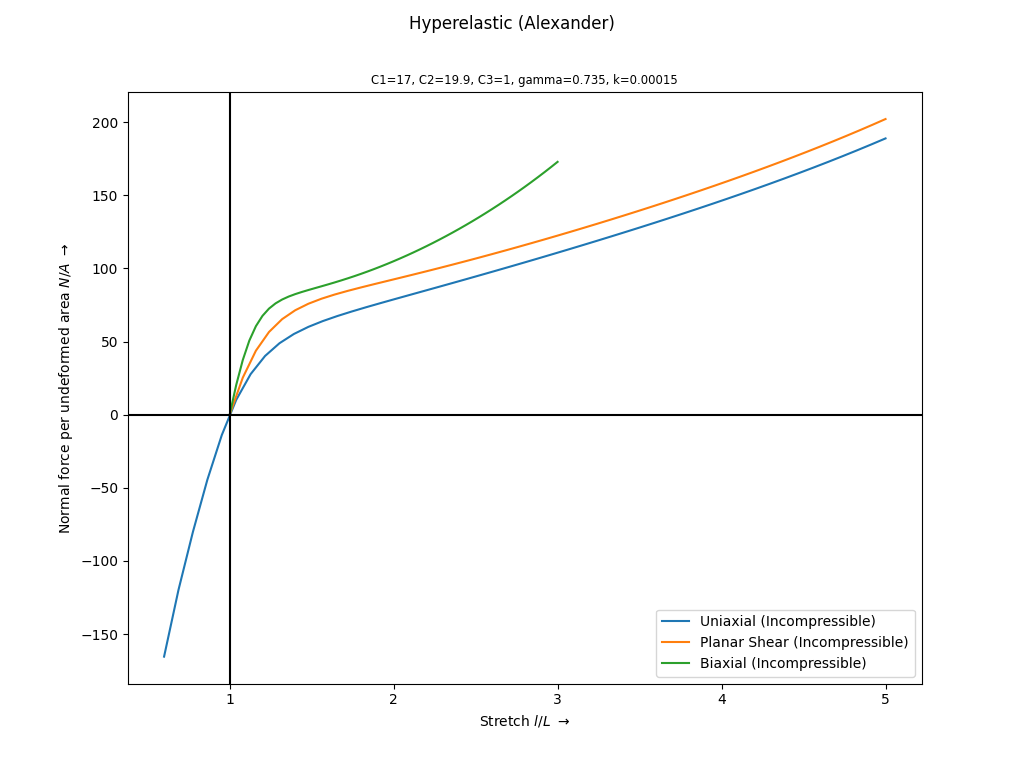 Hyperelastic (Alexander)
C1=17, C2=19.9, C3=1, gamma=0.735, k=0.00015
Normal force per undeformed area N/A →
200
150
100
50
0
−50
−100
−150
1 2 3 4 5
Stretch l/L →
Uniaxial (Incompressible)
Planar Shear (Incompressible)
Biaxial (Incompressible)